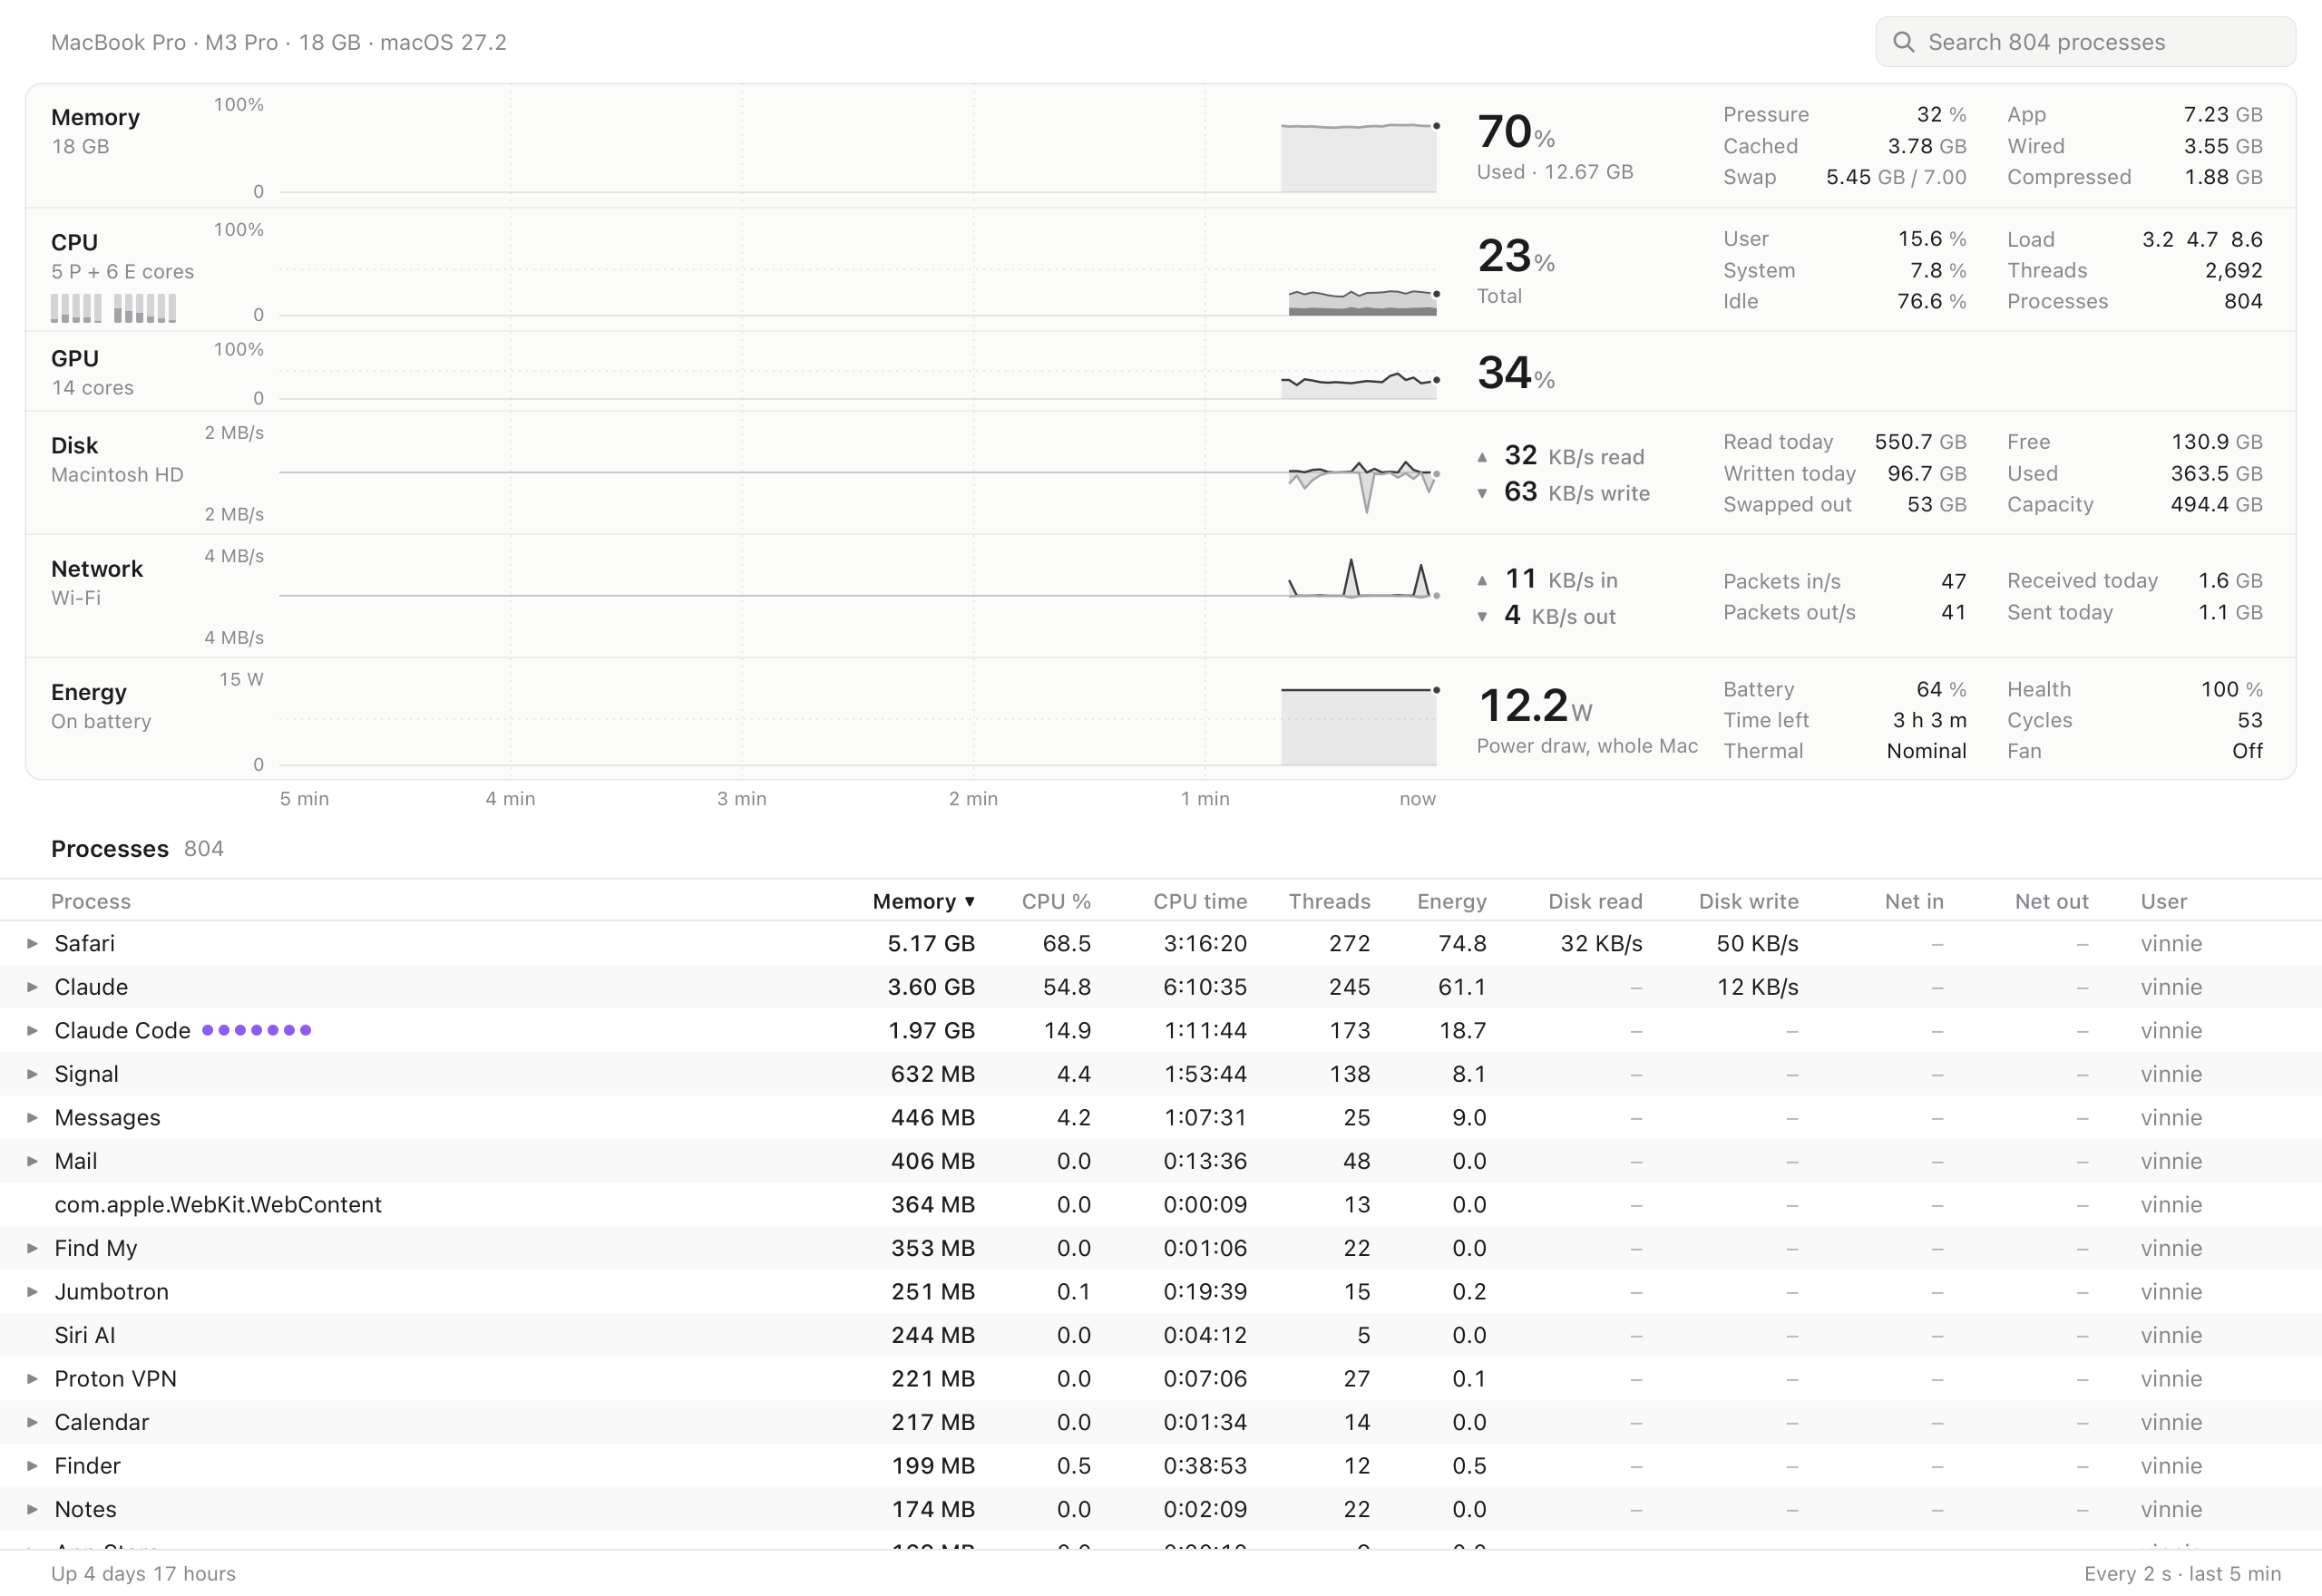 MacBook Pro · M3 Pro · 18 GB · macOS 27.2
Search 804 processes
Memory
18 GB
100%
0
70%
Used · 12.67 GB
Pressure 32 %
Cached 3.78 GB
Swap 5.45 GB / 7.00
App 7.23 GB
Wired 3.55 GB
Compressed 1.88 GB
CPU
5 P + 6 E cores
100%
0
23%
Total
User 15.6 %
System 7.8 %
Idle 76.6 %
Load 3.2 4.7 8.6
Threads 2,692
Processes 804
GPU
14 cores
100%
0
34%
Disk
Macintosh HD
2 MB/s
2 MB/s
▲ 32 KB/s read
▼ 63 KB/s write
Read today 550.7 GB
Written today 96.7 GB
Swapped out 53 GB
Free 130.9 GB
Used 363.5 GB
Capacity 494.4 GB
Network
Wi-Fi
4 MB/s
4 MB/s
▲ 11 KB/s in
▼ 4 KB/s out
Packets in/s 47
Packets out/s 41
Received today 1.6 GB
Sent today 1.1 GB
Energy
On battery
15 W
0
12.2 W
Power draw, whole Mac
Battery 64 %
Time left 3 h 3 m
Thermal Nominal
Health 100 %
Cycles 53
Fan Off
5 min 4 min 3 min 2 min 1 min now
Processes 804
Process Memory ▼ CPU % CPU time Threads Energy Disk read Disk write Net in Net out User
Safari 5.17 GB 68.5 3:16:20 272 74.8 32 KB/s 50 KB/s – – vinnie
Claude 3.60 GB 54.8 6:10:35 245 61.1 – 12 KB/s – – vinnie
Claude Code 1.97 GB 14.9 1:11:44 173 18.7 – – – – vinnie
Signal 632 MB 4.4 1:53:44 138 8.1 – – – – vinnie
Messages 446 MB 4.2 1:07:31 25 9.0 – – – – vinnie
Mail 406 MB 0.0 0:13:36 48 0.0 – – – – vinnie
com.apple.WebKit.WebContent 364 MB 0.0 0:00:09 13 0.0 – – – – vinnie
Find My 353 MB 0.0 0:01:06 22 0.0 – – – – vinnie
Jumbotron 251 MB 0.1 0:19:39 15 0.2 – – – – vinnie
Siri AI 244 MB 0.0 0:04:12 5 0.0 – – – – vinnie
Proton VPN 221 MB 0.0 0:07:06 27 0.1 – – – – vinnie
Calendar 217 MB 0.0 0:01:34 14 0.0 – – – – vinnie
Finder 199 MB 0.5 0:38:53 12 0.5 – – – – vinnie
Notes 174 MB 0.0 0:02:09 22 0.0 – – – – vinnie
Up 4 days 17 hours
Every 2 s · last 5 min